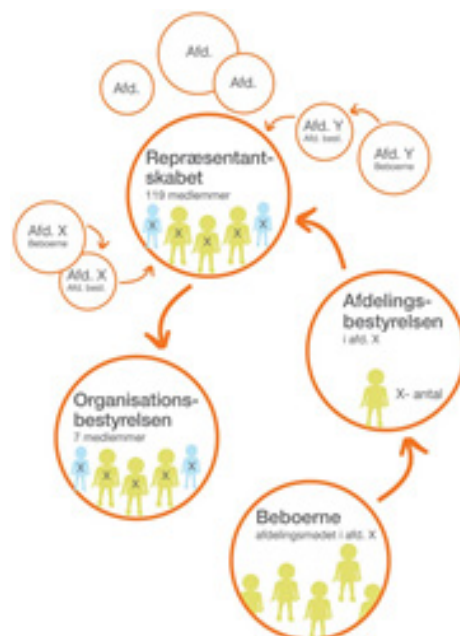 Afd.
Afd.
Afd.
Afd. Y
Afd. best.
Afd. Y
Beboerne
Repræsentant-
skabet
119 medlemmer
X X X X X
Afd. X
Beboerne
Afd. X
Afd. best.
Afdelings-
bestyrelsen
i afd. X
X- antal
Organisations-
bestyrelsen
7 medlemmer
X X X X X
Beboerne
afdelingsmødet i afd. X